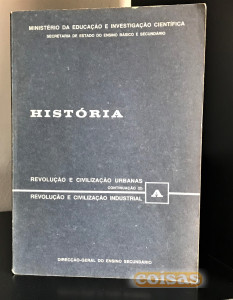 MINISTÉRIO DA EDUCAÇÃO E INVESTIGAÇÃO CIENTÍFICA
SECRETARIA DE ESTADO DO ENSINO BÁSICO E SECUNDÁRIO
HISTÓRIA
REVOLUÇÃO E CIVILIZAÇÃO URBANAS
CONTINUAÇÃO (2)
A
REVOLUÇÃO E CIVILIZAÇÃO INDUSTRIAL
DIRECÇÃO-GERAL DO ENSINO SECUNDÁRIO
coisas